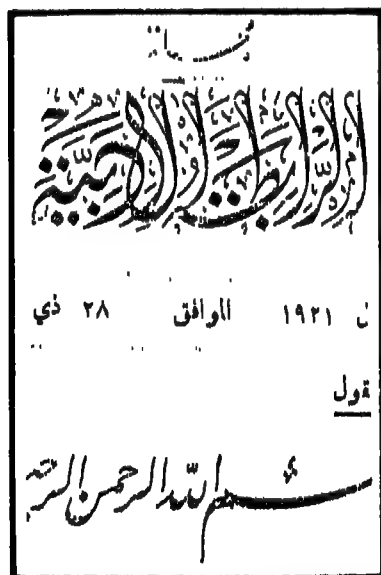 الرابطة الأدبية
ن ١٩٢١ الموافق ٢٨ ذي
قول
بسم الله الرحمن